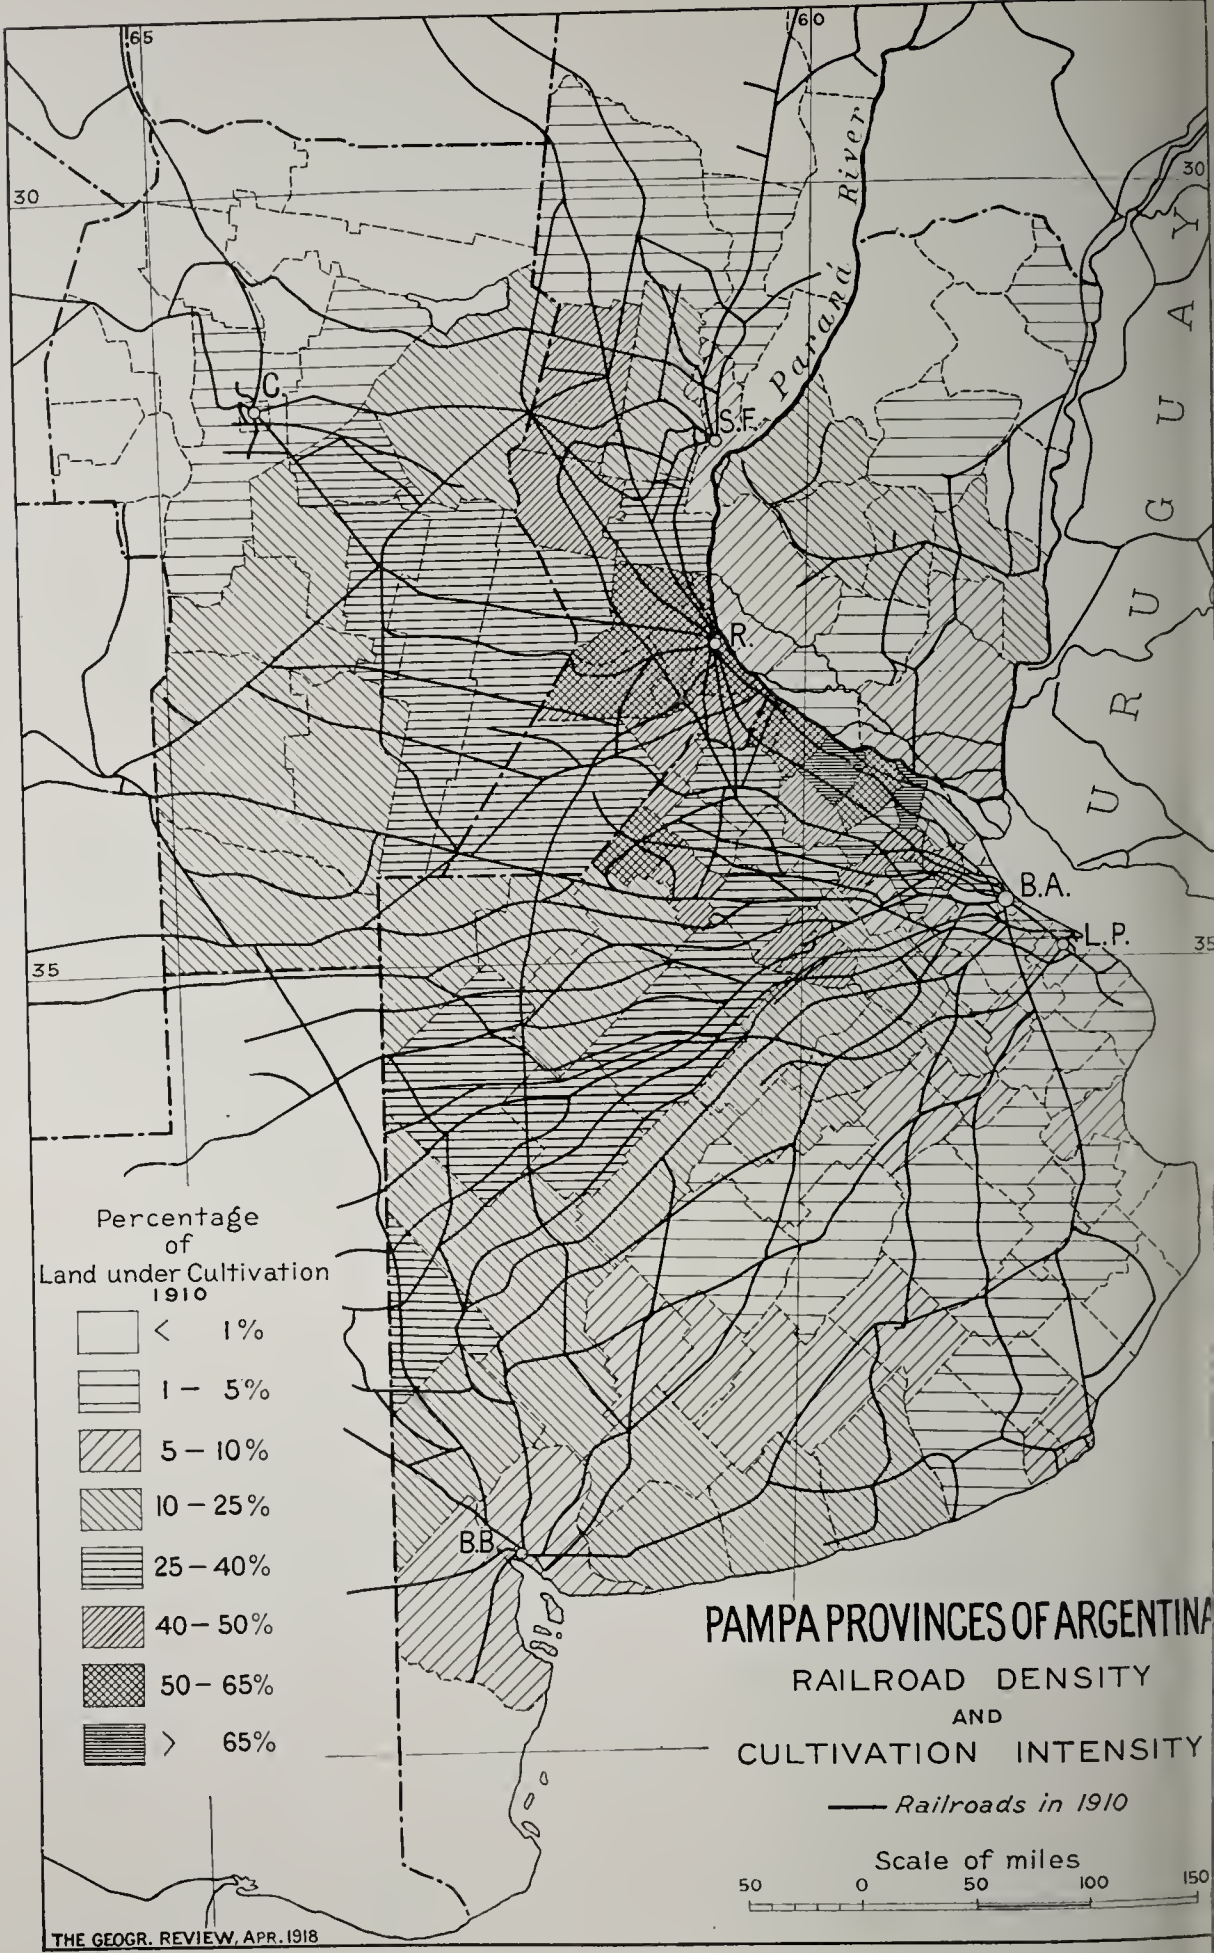 65
60
30
30
Paraná River
URUGUAY
C.
S.F.
R.
B.A.
L.P.
35
35
Percentage
of
Land under Cultivation
1910
< 1%
1 - 5%
5 - 10%
10 - 25%
25 - 40%
40 - 50%
50 - 65%
> 65%
B.B.
PAMPA PROVINCES OF ARGENTINA
RAILROAD DENSITY
AND
CULTIVATION INTENSITY
Railroads in 1910
Scale of miles
50 0 50 100 150
THE GEOGR. REVIEW, APR. 1918